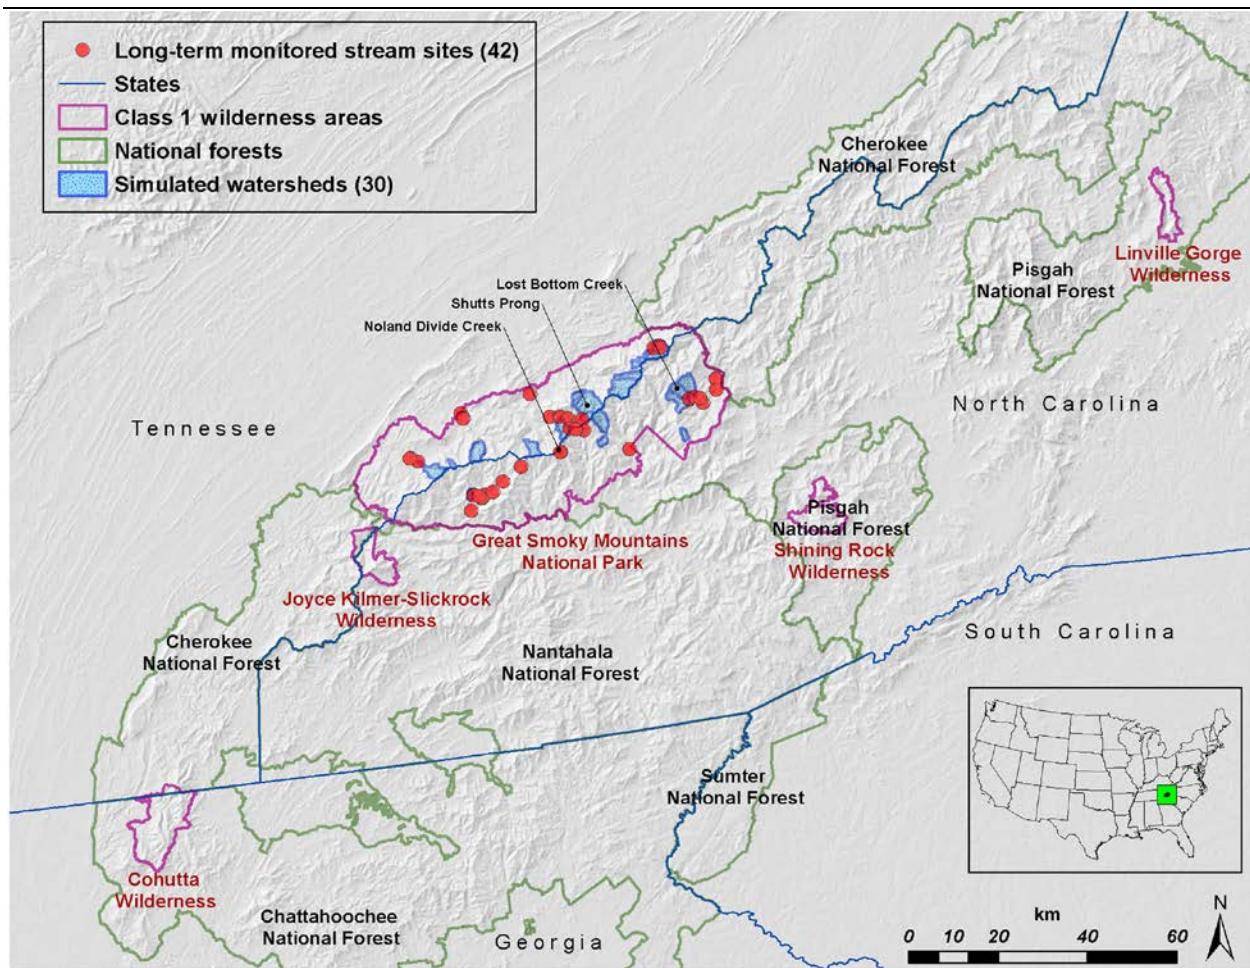 Long-term monitored stream sites (42)
States
Class 1 wilderness areas
National forests
Simulated watersheds (30)
Cherokee
National Forest
Linville Gorge
Wilderness
Pisgah
National Forest
Lost Bottom Creek
Shutts Prong
Noland Divide Creek
North Carolina
Tennessee
Pisgah
National Forest
Shining Rock
Wilderness
Great Smoky Mountains
National Park
Joyce Kilmer-Slickrock
Wilderness
South Carolina
Cherokee
National Forest
Nantahala
National Forest
Sumter
National Forest
Cohutta
Wilderness
Chattahoochee
National Forest
Georgia
km
N
0 10 20 40 60